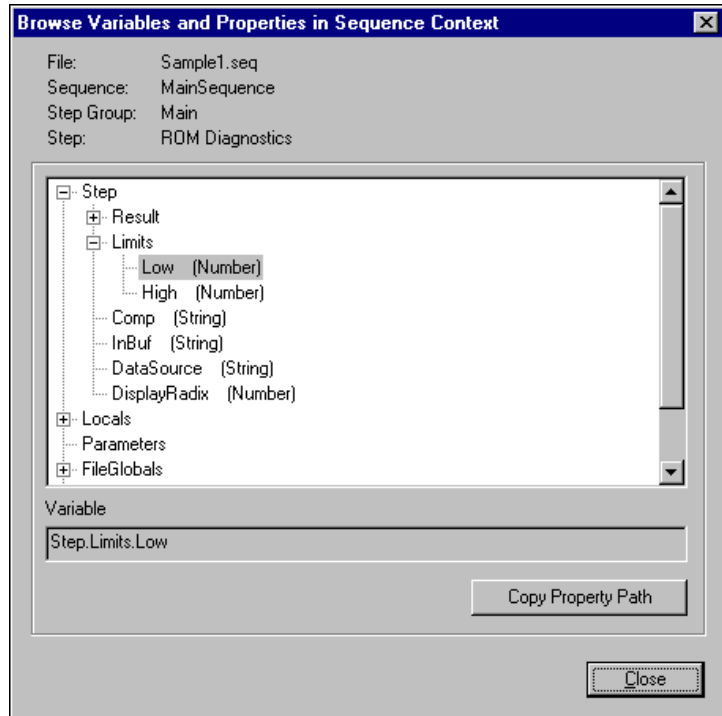 Browse Variables and Properties in Sequence Context
File: Sample1.seq
Sequence: MainSequence
Step Group: Main
Step: ROM Diagnostics
Step
Result
Limits
Low (Number)
High (Number)
Comp (String)
InBuf (String)
DataSource (String)
DisplayRadix (Number)
Locals
Parameters
FileGlobals
Variable
Step.Limits.Low
Copy Property Path
Close